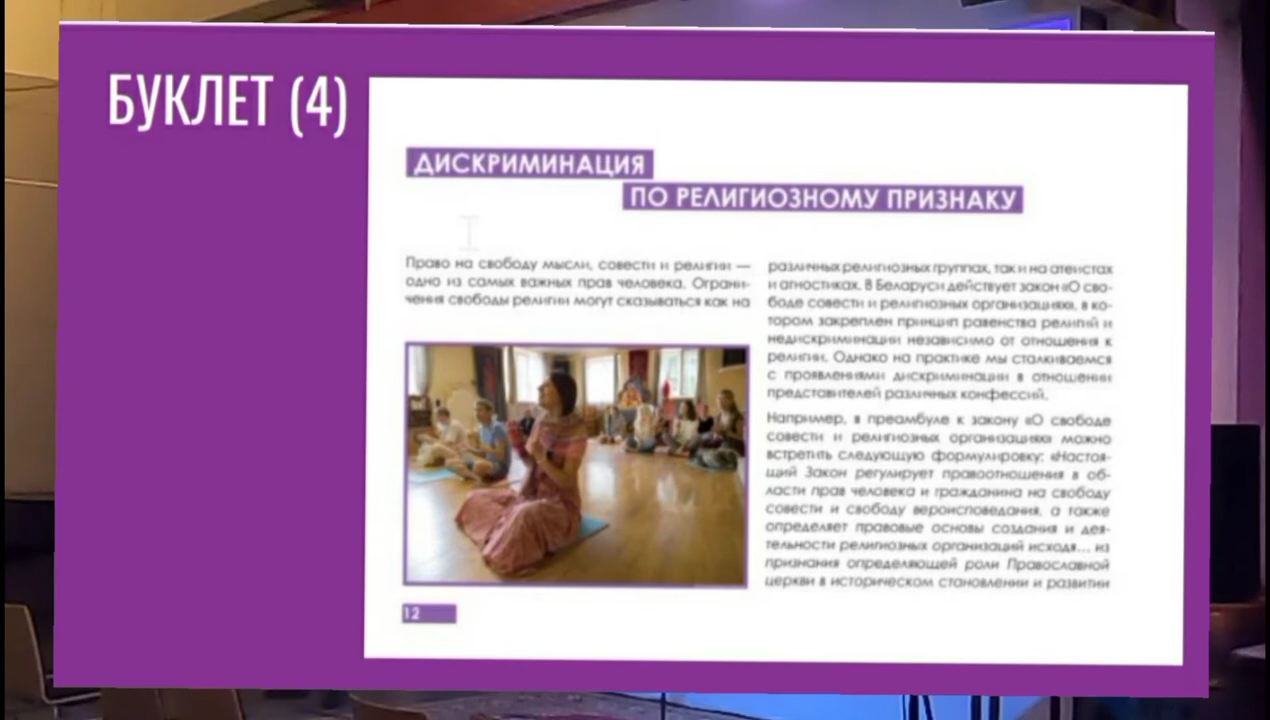 БУКЛЕТ (4)
ДИСКРИМИНАЦИЯ
ПО РЕЛИГИОЗНОМУ ПРИЗНАКУ
Право на свободу мысли, совести и религии —
одно из самых важных прав человека. Ограни-
чения свободы религии могут сказываться как на
различных религиозных группах, так и на атеистах
и агностиках. В Беларуси действует закон «О сво-
боде совести и религиозных организациях», в ко-
тором закреплен принцип равенства религий и
недискриминации независимо от отношения к
религии. Однако на практике мы сталкиваемся
с проявлениями дискриминации в отношении
представителей различных конфессий.
Например, в преамбуле к закону «О свободе
совести и религиозных организациях» можно
встретить следующую формулировку: «Настоя-
щий Закон регулирует правоотношения в об-
ласти прав человека и гражданина на свободу
совести и свободу вероисповедания, а также
определяет правовые основы создания и дея-
тельности религиозных организаций исходя... из
признания определяющей роли Православной
церкви в историческом становлении и развитии
12